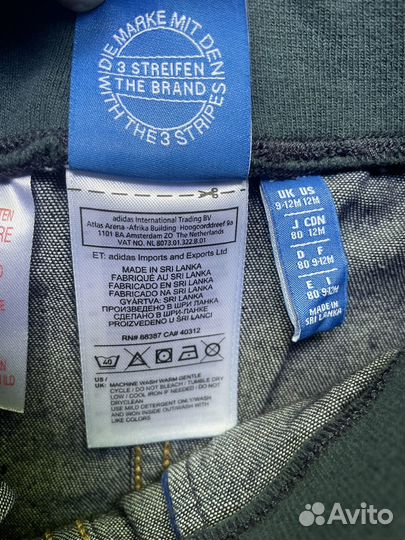 DIE MARKE MIT DEN
3 STREIFEN
THE BRAND
WITH THE 3 STRIPES
TEN
RE
ILD
adidas International Trading BV
Atlas Arena -Afrika Building- Hoogoorddreef 9a
1101 BA Amsterdam ZO The Netherlands
VAT NO. NL 8073.01.322.B.01
ET: adidas Imports and Exports Ltd
MADE IN SRI LANKA
FABRIQUÉ AU SRI LANKA
FABRICADO EN SRI LANKA
FABRICADO NA SRI LANKA
GYÁRTVA: SRI LANKA
ПРОИЗВЕДЕНО В ШРИ ЛАНКА
СДЕЛАНО В ШРИ-ЛАНКЕ
PROIZVEDENO U ŠRI LANCI
RN# 88387 CA# 40312
40
US /
UK: MACHINE WASH WARM GENTLE
CYCLE / DO NOT BLEACH / TUMBLE DRY
LOW / COOL IRON IF NEEDED / DO NOT
DRYCLEAN
USE MILD DETERGENT ONLY/WASH
AND IRON INSIDE OUT/WASH WITH
LIKE COLORS
UK US
9-12M 12M
J CDN
80 12M
D F
80 9-12M
E I
80 9-12M
MADE IN
SRI LANKA
Avito